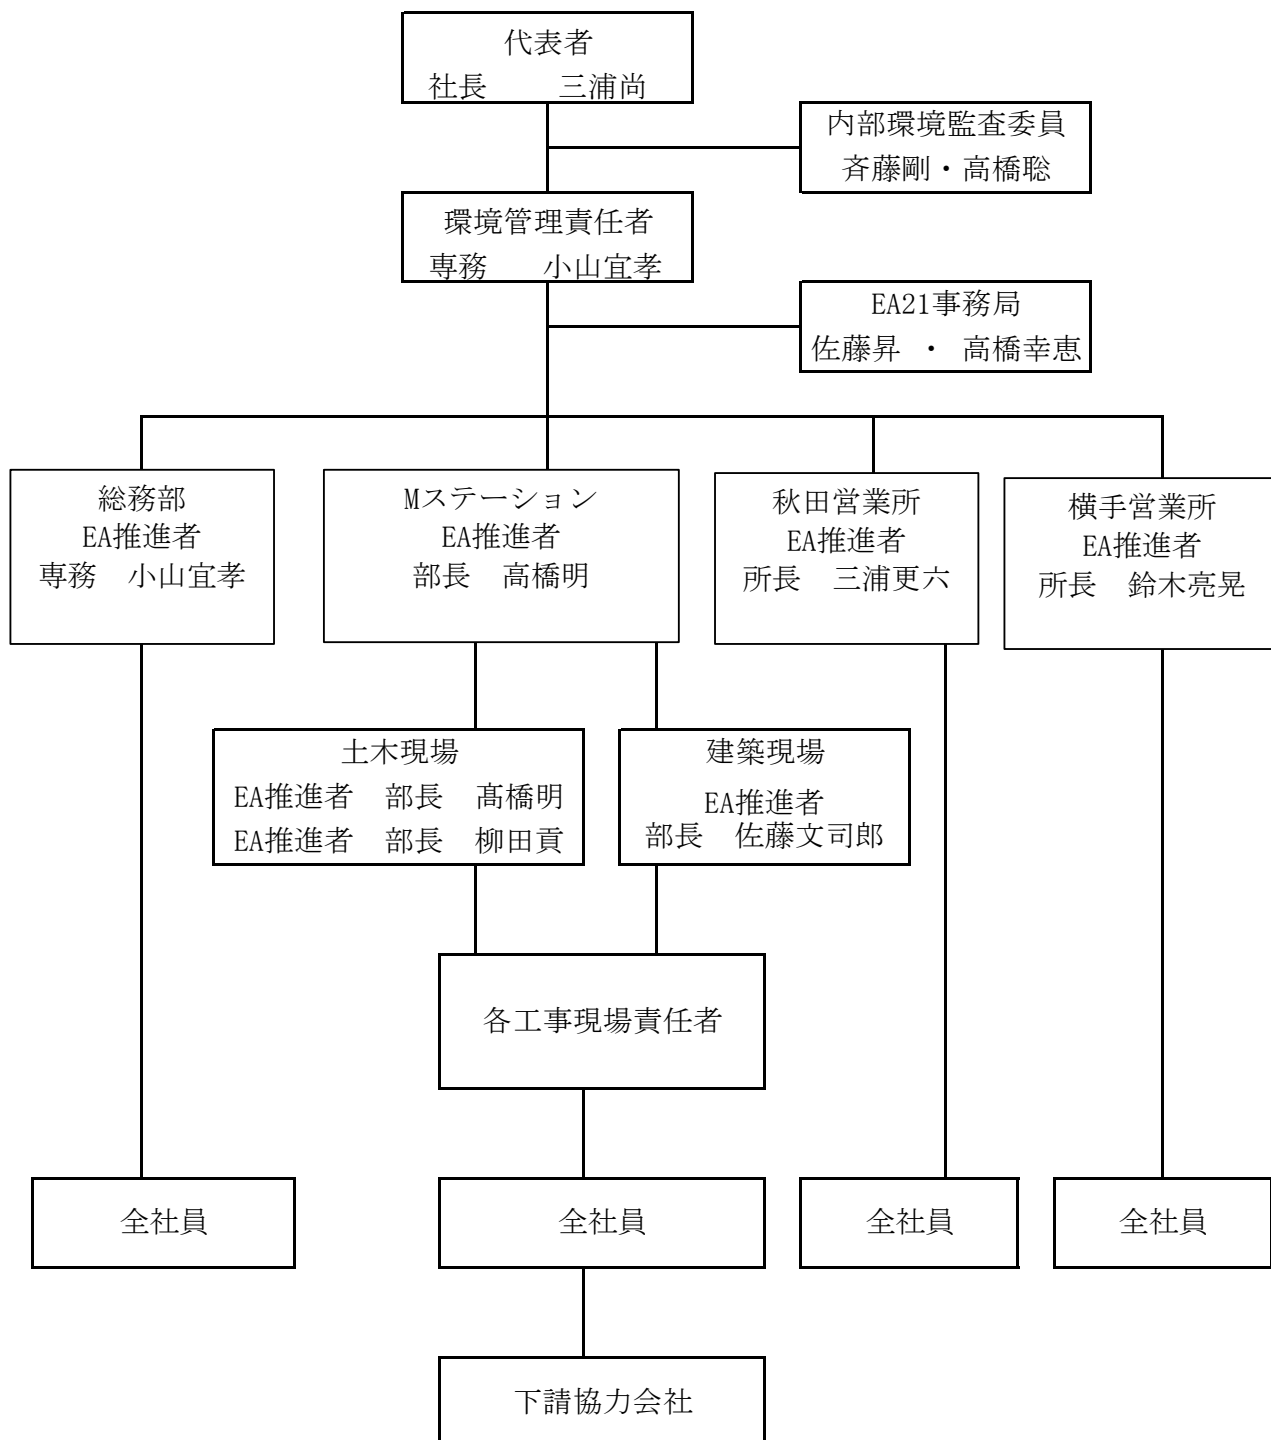 代表者
社長　　三浦尚
内部環境監査委員
斉藤剛・高橋聡
環境管理責任者
専務　　小山宜孝
EA21事務局
佐藤昇 ・ 高橋幸恵
総務部
EA推進者
専務　小山宜孝
Mステーション
EA推進者
部長　高橋明
秋田営業所
EA推進者
所長　三浦更六
横手営業所
EA推進者
所長　鈴木亮晃
土木現場
EA推進者　部長　髙橋明
EA推進者　部長　柳田貢
建築現場
EA推進者
部長　佐藤文司郎
各工事現場責任者
全社員
全社員
全社員
全社員
下請協力会社